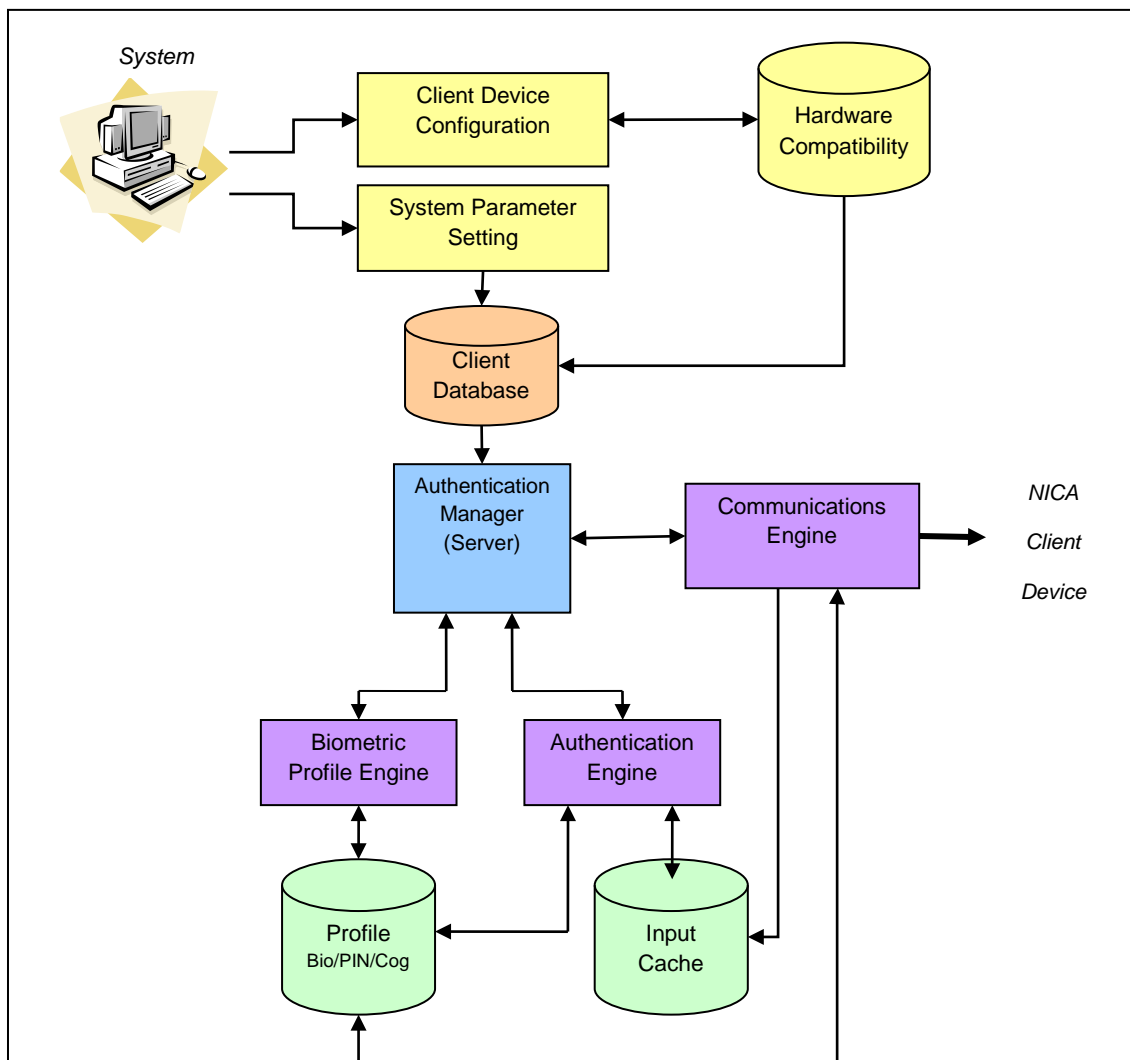 System
Client Device
Configuration
Hardware
Compatibility
System Parameter
Setting
Client
Database
Authentication
Manager
(Server)
Communications
Engine
NICA
Client
Device
Biometric
Profile Engine
Authentication
Engine
Profile
Bio/PIN/Cog
Input
Cache